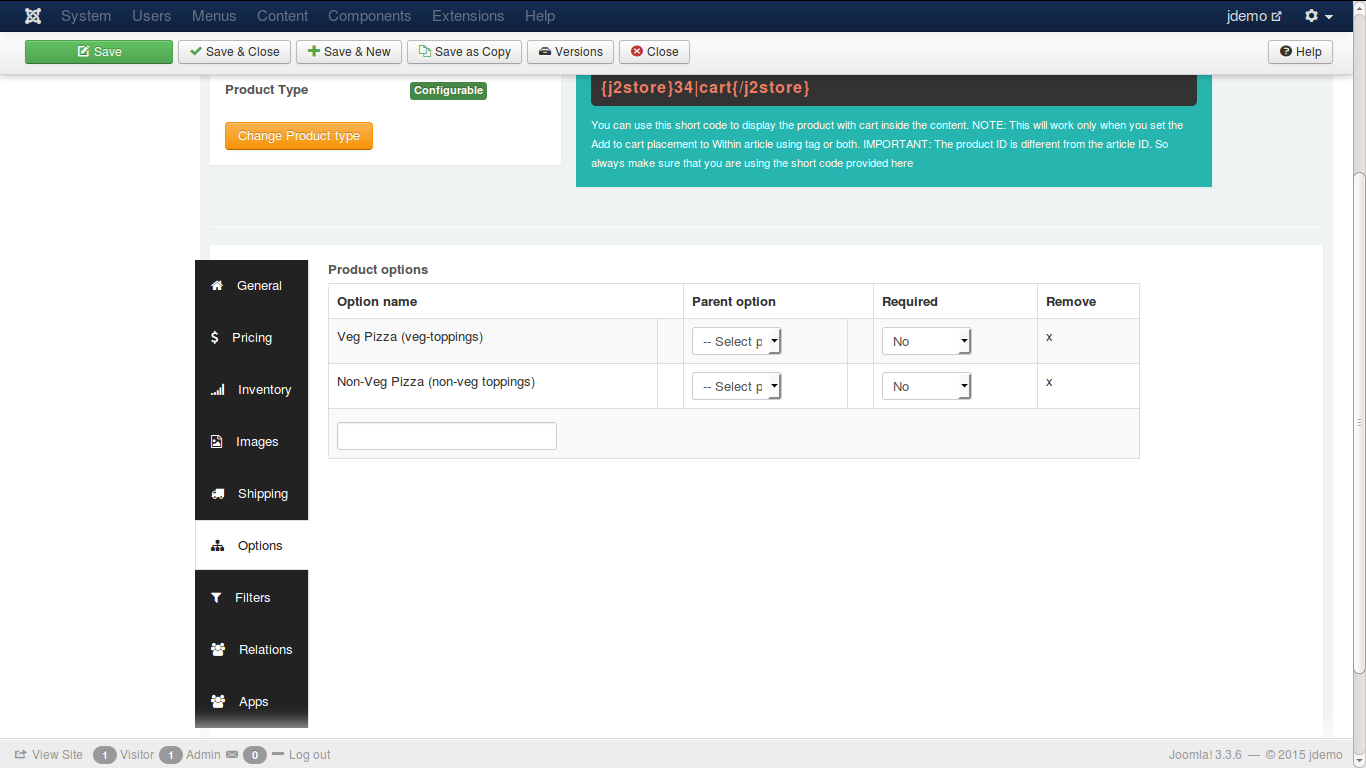 System Users Menus Content Components Extensions Help jdemo
Save Save & Close Save & New Save as Copy Versions Close Help
Product Type Configurable
Change Product type
{j2store}34|cart{/j2store}
You can use this short code to display the product with cart inside the content. NOTE: This will work only when you set the
Add to cart placement to Within article using tag or both. IMPORTANT: The product ID is different from the article ID. So
always make sure that you are using the short code provided here
General
Pricing
Inventory
Images
Shipping
Options
Filters
Relations
Apps
Product options
Option name Parent option Required Remove
Veg Pizza (veg-toppings) -- Select p No x
Non-Veg Pizza (non-veg toppings) -- Select p No x
View Site 1 Visitor 1 Admin 0 Log out Joomla! 3.3.6 — © 2015 jdemo